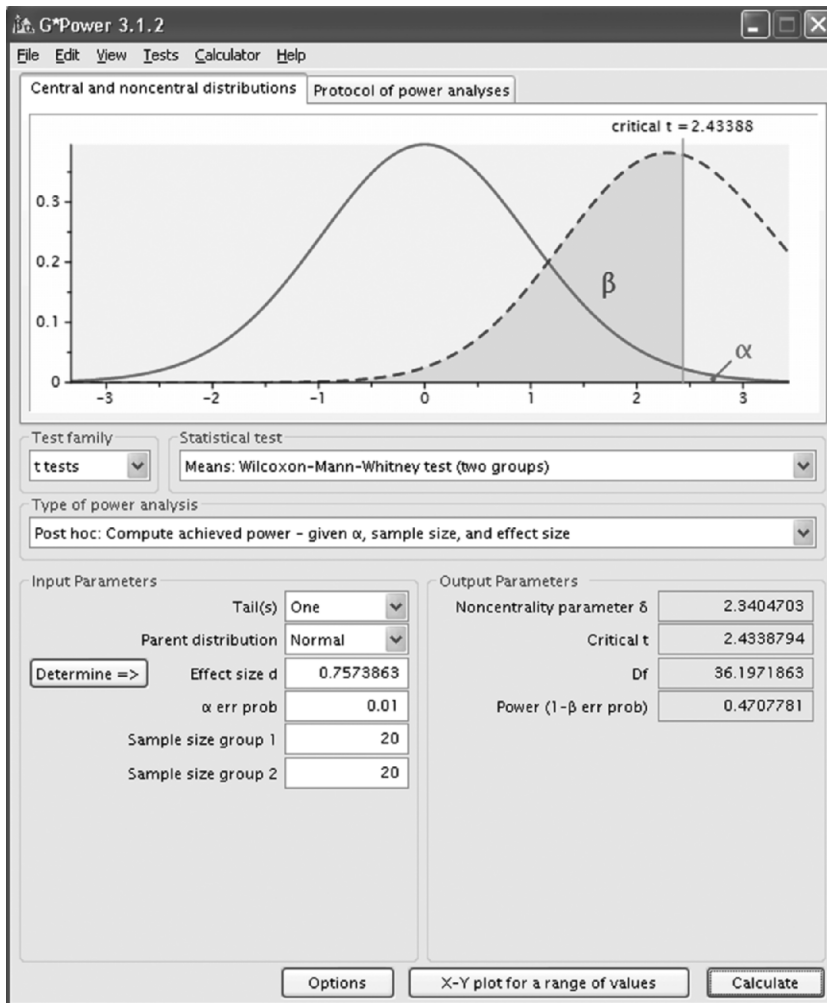 G*Power 3.1.2
File Edit View Tests Calculator Help
Central and noncentral distributions Protocol of power analyses
critical t = 2.43388
0.3
0.2
0.1
0
β
α
-3 -2 -1 0 1 2 3
Test family Statistical test
t tests Means: Wilcoxon-Mann-Whitney test (two groups)
Type of power analysis
Post hoc: Compute achieved power - given α, sample size, and effect size
Input Parameters
Tail(s) One
Parent distribution Normal
Determine => Effect size d 0.7573863
α err prob 0.01
Sample size group 1 20
Sample size group 2 20
Output Parameters
Noncentrality parameter δ 2.3404703
Critical t 2.4338794
Df 36.1971863
Power (1-β err prob) 0.4707781
Options X-Y plot for a range of values Calculate